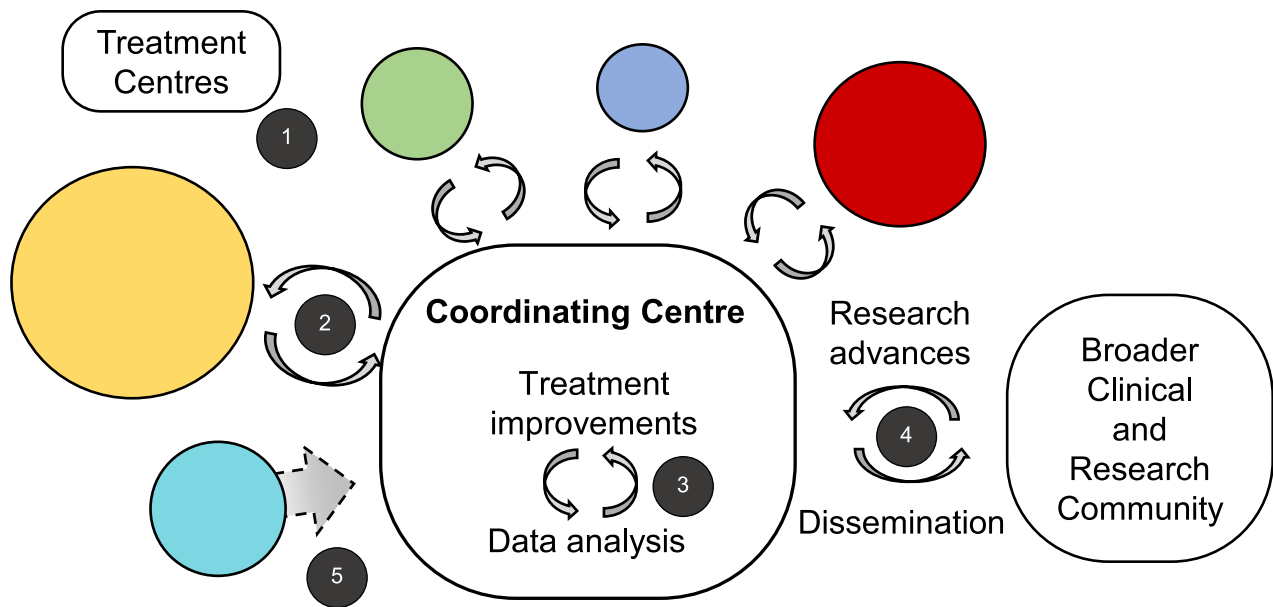 Treatment
Centres
1
2
Coordinating Centre
Treatment
improvements
3
Data analysis
Research
advances
4
Dissemination
Broader
Clinical
and
Research
Community
5